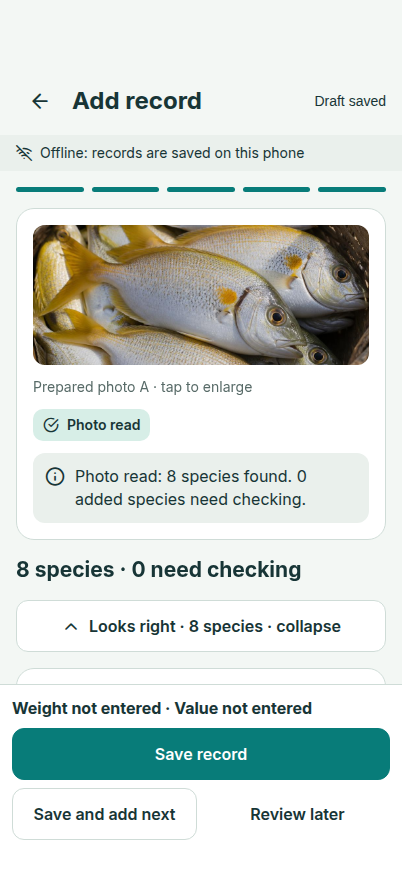 Add record
Draft saved
Offline: records are saved on this phone
Prepared photo A · tap to enlarge
Photo read
Photo read: 8 species found. 0
added species need checking.
8 species · 0 need checking
Looks right · 8 species · collapse
Weight not entered · Value not entered
Save record
Save and add next
Review later